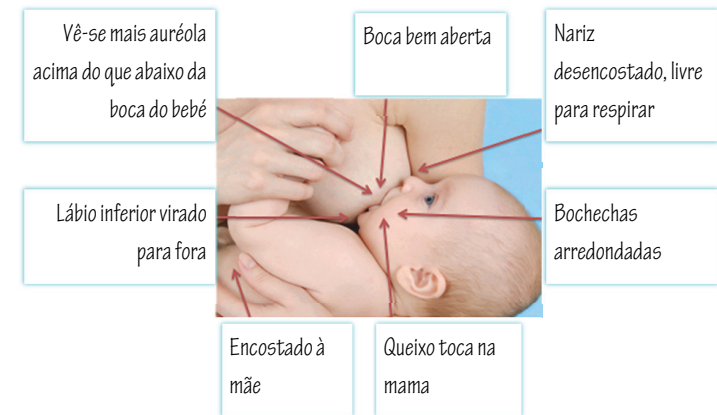 Vê-se mais auréola
acima do que abaixo da
boca do bebé
Boca bem aberta
Nariz
desencostado, livre
para respirar
Lábio inferior virado
para fora
Bochechas
arredondadas
Encostado à
mãe
Queixo toca na
mama